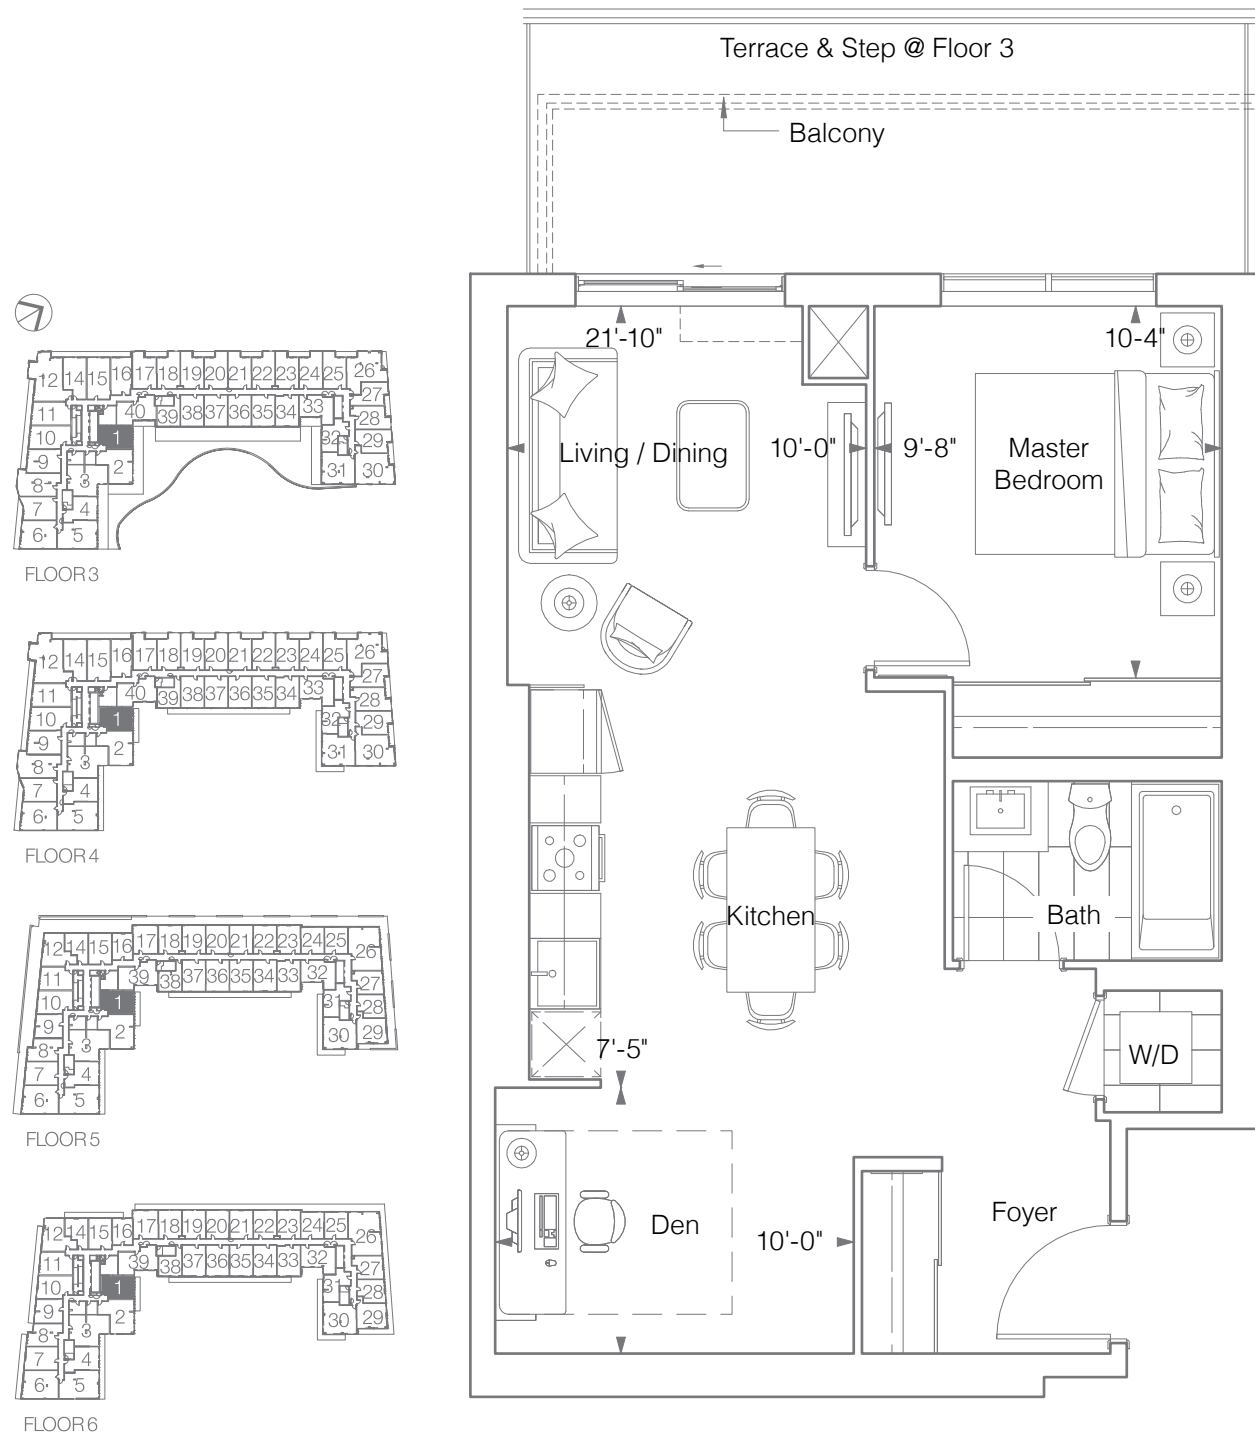 Terrace & Step @ Floor 3
Balcony
21'-10"
10-4"
Living / Dining
10'-0"
9'-8"
Master
Bedroom
Kitchen
Bath
7'-5"
W/D
Den
10'-0"
Foyer
12 14 15 16 17 18 19 20 21 22 23 24 25 26
27
11 40 39 38 37 36 35 34 33 28
10 1 32 29
9 3 2 31 30
8
7 4
6 5
FLOOR 3
12 14 15 16 17 18 19 20 21 22 23 24 25 26
27
11 40 39 38 37 36 35 34 33 28
10 1 32 29
9 3 2 31 30
8
7 4
6 5
FLOOR 4
12 14 15 16 17 18 19 20 21 22 23 24 25 26
11 39 38 37 36 35 34 33 32 27
10 1 31 28
9 2 30 29
8 3
7 4
6 5
FLOOR 5
12 14 15 16 17 18 19 20 21 22 23 24 25 26
11 39 38 37 36 35 34 33 32 27
10 1 31 28
9 2 30 29
8 3
7 4
6 5
FLOOR 6